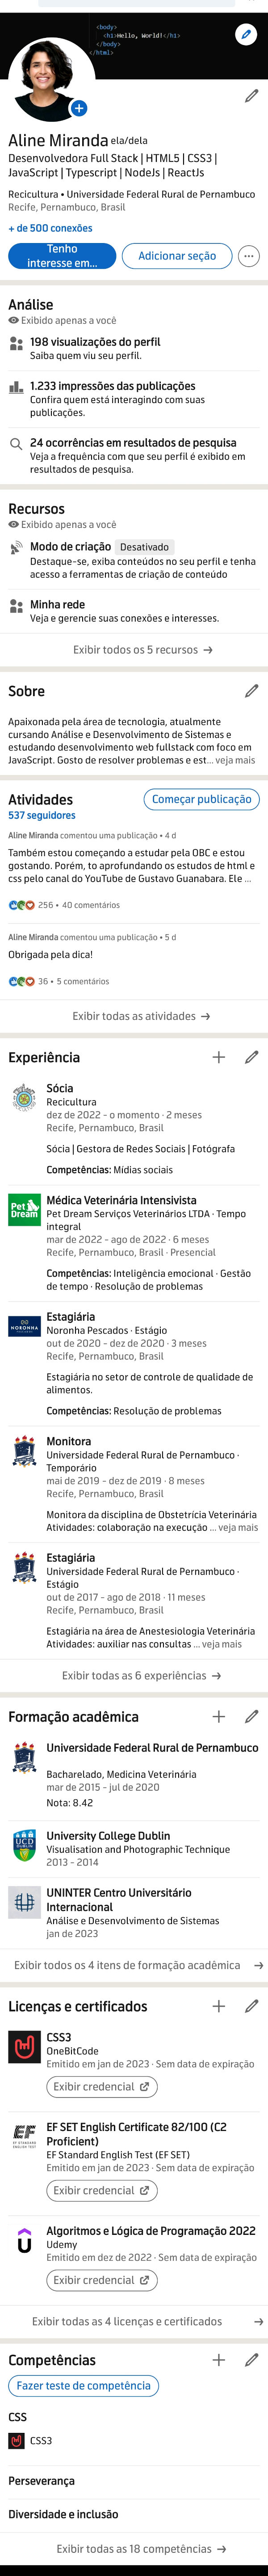 <body>
<h1>Hello, World!</h1>
</body>
</html>
Aline Miranda ela/dela
Desenvolvedora Full Stack | HTML5 | CSS3 |
JavaScript | Typescript | NodeJs | ReactJs
Recicultura • Universidade Federal Rural de Pernambuco
Recife, Pernambuco, Brasil
+ de 500 conexões
Tenho
interesse em...
Adicionar seção
Análise
Exibido apenas a você
198 visualizações do perfil
Saiba quem viu seu perfil.
1.233 impressões das publicações
Confira quem está interagindo com suas
publicações.
24 ocorrências em resultados de pesquisa
Veja a frequência com que seu perfil é exibido em
resultados de pesquisa.
Recursos
Exibido apenas a você
Modo de criação Desativado
Destaque-se, exiba conteúdos no seu perfil e tenha
acesso a ferramentas de criação de conteúdo
Minha rede
Veja e gerencie suas conexões e interesses.
Exibir todos os 5 recursos →
Sobre
Apaixonada pela área de tecnologia, atualmente
cursando Análise e Desenvolvimento de Sistemas e
estudando desenvolvimento web fullstack com foco em
JavaScript. Gosto de resolver problemas e est... veja mais
Atividades
Começar publicação
537 seguidores
Aline Miranda comentou uma publicação • 4 d
Também estou começando a estudar pela OBC e estou
gostando. Porém, to aprofundando os estudos de html e
css pelo canal do YouTube de Gustavo Guanabara. Ele ...
256 • 40 comentários
Aline Miranda comentou uma publicação • 5 d
Obrigada pela dica!
36 • 5 comentários
Exibir todas as atividades →
Experiência
Sócia
Recicultura
dez de 2022 - o momento · 2 meses
Recife, Pernambuco, Brasil
Sócia | Gestora de Redes Sociais | Fotógrafa
Competências: Mídias sociais
Pet
Dream
Médica Veterinária Intensivista
Pet Dream Serviços Veterinários LTDA · Tempo
integral
mar de 2022 - ago de 2022 · 6 meses
Recife, Pernambuco, Brasil · Presencial
Competências: Inteligência emocional · Gestão
de tempo · Resolução de problemas
NORONHA
Estagiária
Noronha Pescados · Estágio
out de 2020 - dez de 2020 · 3 meses
Recife, Pernambuco, Brasil
Estagiária no setor de controle de qualidade de
alimentos.
Competências: Resolução de problemas
Monitora
Universidade Federal Rural de Pernambuco ·
Temporário
mai de 2019 - dez de 2019 · 8 meses
Recife, Pernambuco, Brasil
Monitora da disciplina de Obstetrícia Veterinária
Atividades: colaboração na execução ... veja mais
Estagiária
Universidade Federal Rural de Pernambuco ·
Estágio
out de 2017 - ago de 2018 · 11 meses
Recife, Pernambuco, Brasil
Estagiária na área de Anestesiologia Veterinária
Atividades: auxiliar nas consultas ... veja mais
Exibir todas as 6 experiências →
Formação acadêmica
Universidade Federal Rural de Pernambuco
Bacharelado, Medicina Veterinária
mar de 2015 - jul de 2020
Nota: 8.42
UCD
DUBLIN
University College Dublin
Visualisation and Photographic Technique
2013 - 2014
UNINTER Centro Universitário
Internacional
Análise e Desenvolvimento de Sistemas
jan de 2023
Exibir todos os 4 itens de formação acadêmica →
Licenças e certificados
CSS3
OneBitCode
Emitido em jan de 2023 · Sem data de expiração
Exibir credencial
EF
EF STANDARD
ENGLISH TEST
EF SET English Certificate 82/100 (C2
Proficient)
EF Standard English Test (EF SET)
Emitido em jan de 2023 · Sem data de expiração
Exibir credencial
Algoritmos e Lógica de Programação 2022
Udemy
Emitido em dez de 2022 · Sem data de expiração
Exibir credencial
Exibir todas as 4 licenças e certificados →
Competências
Fazer teste de competência
CSS
CSS3
Perseverança
Diversidade e inclusão
Exibir todas as 18 competências →